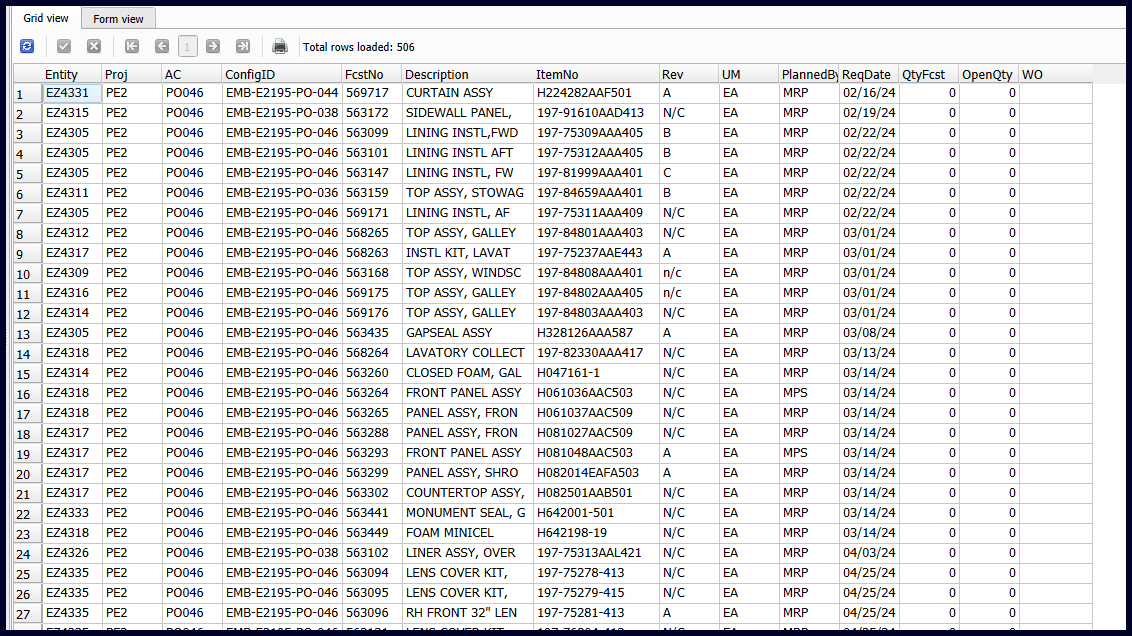 Grid view Form view
1 Total rows loaded: 506
Entity Proj AC ConfigID FcstNo Description ItemNo Rev UM PlannedBy ReqDate QtyFcst OpenQty WO
1 EZ4331 PE2 PO046 EMB-E2195-PO-044 569717 CURTAIN ASSY H224282AAF501 A EA MRP 02/16/24 0 0
2 EZ4315 PE2 PO046 EMB-E2195-PO-038 563172 SIDEWALL PANEL, 197-91610AAD413 N/C EA MRP 02/19/24 0 0
3 EZ4305 PE2 PO046 EMB-E2195-PO-046 563099 LINING INSTL,FWD 197-75309AAA405 B EA MRP 02/22/24 0 0
4 EZ4305 PE2 PO046 EMB-E2195-PO-046 563101 LINING INSTL AFT 197-75312AAA405 B EA MRP 02/22/24 0 0
5 EZ4305 PE2 PO046 EMB-E2195-PO-046 563147 LINING INSTL, FW 197-81999AAA401 C EA MRP 02/22/24 0 0
6 EZ4311 PE2 PO046 EMB-E2195-PO-036 563159 TOP ASSY, STOWAG 197-84659AAA401 B EA MRP 02/22/24 0 0
7 EZ4305 PE2 PO046 EMB-E2195-PO-046 569171 LINING INSTL, AF 197-75311AAA409 N/C EA MRP 02/22/24 0 0
8 EZ4312 PE2 PO046 EMB-E2195-PO-046 568265 TOP ASSY, GALLEY 197-84801AAA403 N/C EA MRP 03/01/24 0 0
9 EZ4317 PE2 PO046 EMB-E2195-PO-046 568263 INSTL KIT, LAVAT 197-75237AAE443 A EA MRP 03/01/24 0 0
10 EZ4309 PE2 PO046 EMB-E2195-PO-046 563168 TOP ASSY, WINDSC 197-84808AAA401 n/c EA MRP 03/01/24 0 0
11 EZ4316 PE2 PO046 EMB-E2195-PO-046 569175 TOP ASSY, GALLEY 197-84802AAA405 n/c EA MRP 03/01/24 0 0
12 EZ4314 PE2 PO046 EMB-E2195-PO-046 569176 TOP ASSY, GALLEY 197-84803AAA403 N/C EA MRP 03/01/24 0 0
13 EZ4305 PE2 PO046 EMB-E2195-PO-046 563435 GAPSEAL ASSY H328126AAA587 A EA MRP 03/08/24 0 0
14 EZ4318 PE2 PO046 EMB-E2195-PO-046 568264 LAVATORY COLLECT 197-82330AAA417 N/C EA MRP 03/13/24 0 0
15 EZ4314 PE2 PO046 EMB-E2195-PO-046 563260 CLOSED FOAM, GAL H047161-1 N/C EA MRP 03/14/24 0 0
16 EZ4318 PE2 PO046 EMB-E2195-PO-046 563264 FRONT PANEL ASSY H061036AAC503 N/C EA MPS 03/14/24 0 0
17 EZ4318 PE2 PO046 EMB-E2195-PO-046 563265 PANEL ASSY, FRON H061037AAC509 N/C EA MRP 03/14/24 0 0
18 EZ4317 PE2 PO046 EMB-E2195-PO-046 563288 PANEL ASSY, FRON H081027AAC509 N/C EA MRP 03/14/24 0 0
19 EZ4317 PE2 PO046 EMB-E2195-PO-046 563293 FRONT PANEL ASSY H081048AAC503 A EA MPS 03/14/24 0 0
20 EZ4317 PE2 PO046 EMB-E2195-PO-046 563299 PANEL ASSY, SHRO H082014EAFA503 A EA MRP 03/14/24 0 0
21 EZ4317 PE2 PO046 EMB-E2195-PO-046 563302 COUNTERTOP ASSY, H082501AAB501 N/C EA MRP 03/14/24 0 0
22 EZ4333 PE2 PO046 EMB-E2195-PO-046 563441 MONUMENT SEAL, G H642001-501 N/C EA MRP 03/14/24 0 0
23 EZ4318 PE2 PO046 EMB-E2195-PO-046 563449 FOAM MINICEL H642198-19 N/C EA MRP 03/14/24 0 0
24 EZ4326 PE2 PO046 EMB-E2195-PO-038 563102 LINER ASSY, OVER 197-75313AAL421 N/C EA MRP 04/03/24 0 0
25 EZ4335 PE2 PO046 EMB-E2195-PO-046 563094 LENS COVER KIT, 197-75278-413 N/C EA MRP 04/25/24 0 0
26 EZ4335 PE2 PO046 EMB-E2195-PO-046 563095 LENS COVER KIT, 197-75279-415 N/C EA MRP 04/25/24 0 0
27 EZ4335 PE2 PO046 EMB-E2195-PO-046 563096 RH FRONT 32" LEN 197-75281-413 A EA MRP 04/25/24 0 0